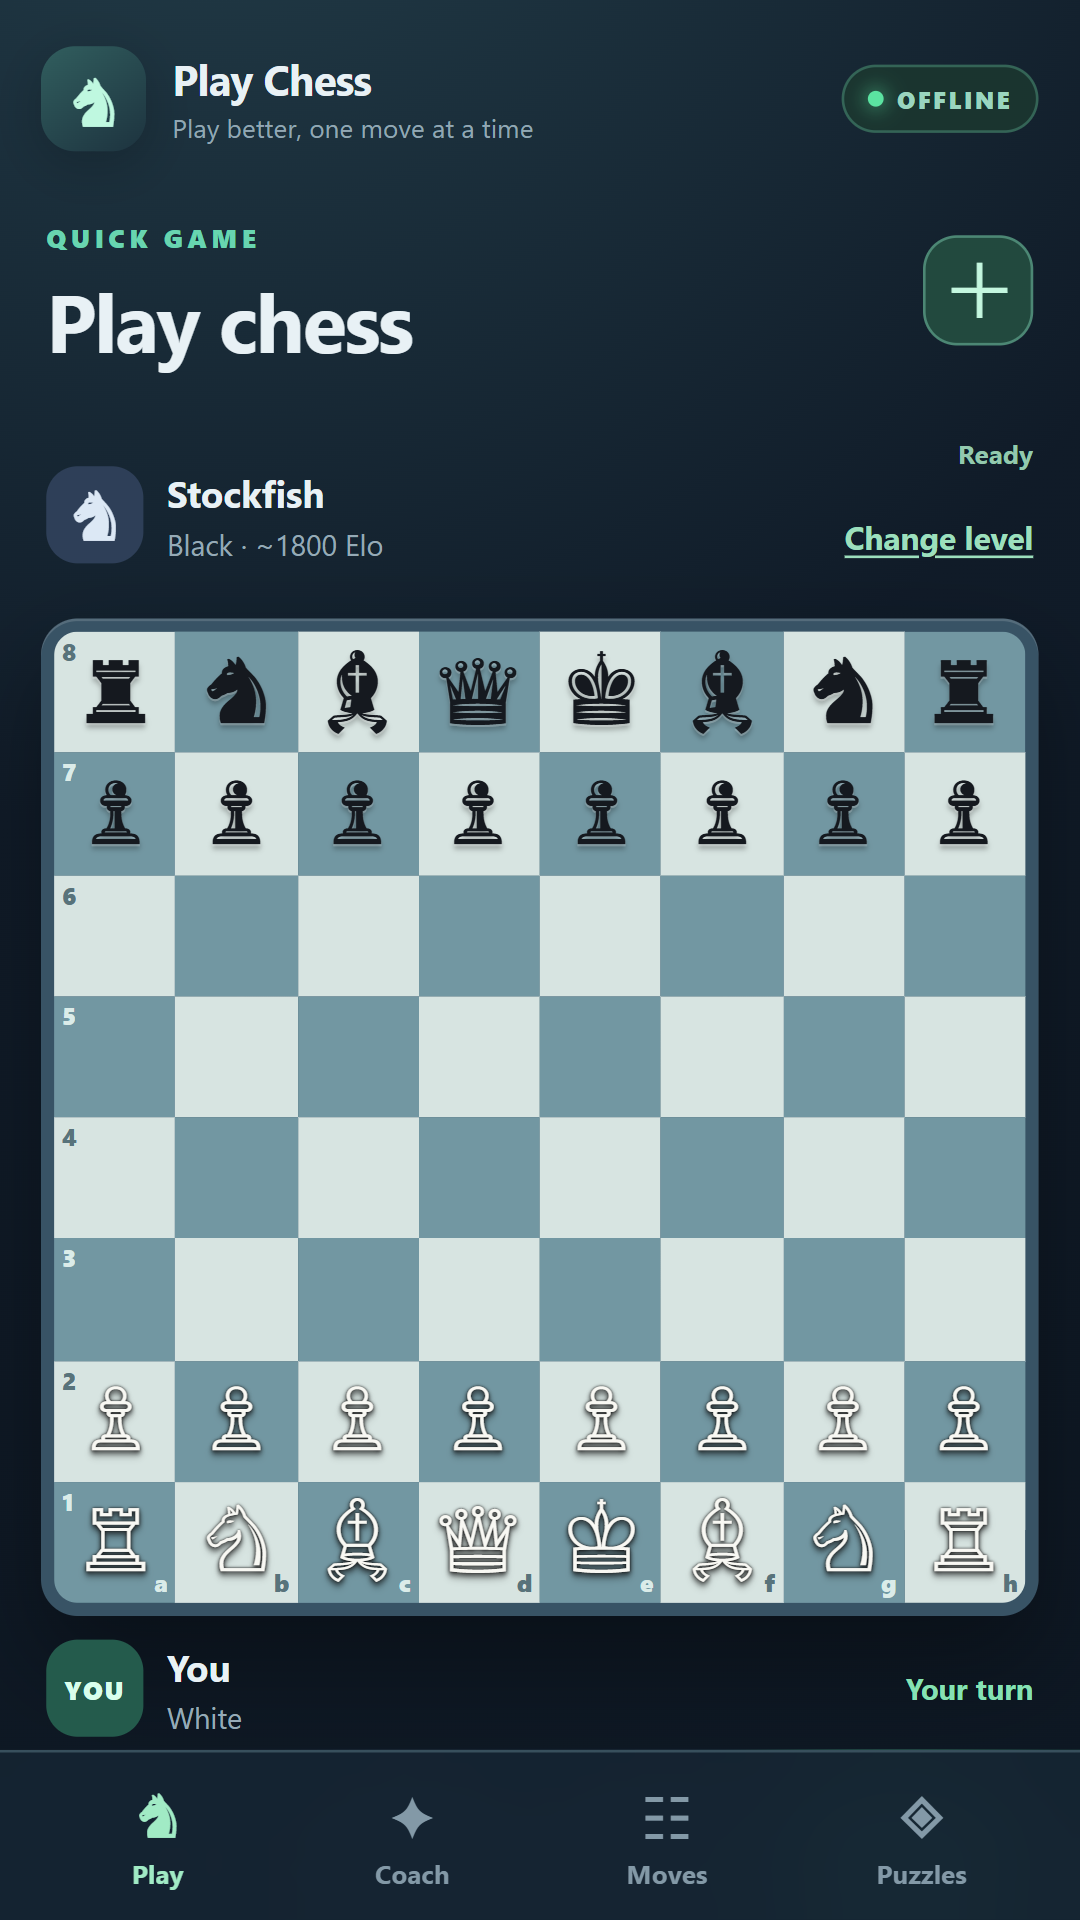 Play Chess
Play better, one move at a time
OFFLINE
QUICK GAME
Play chess
Ready
Stockfish
Black · ~1800 Elo
Change level
8
7
6
5
4
3
2
1
a b c d e f g h
YOU
You
White
Your turn
Play
Coach
Moves
Puzzles